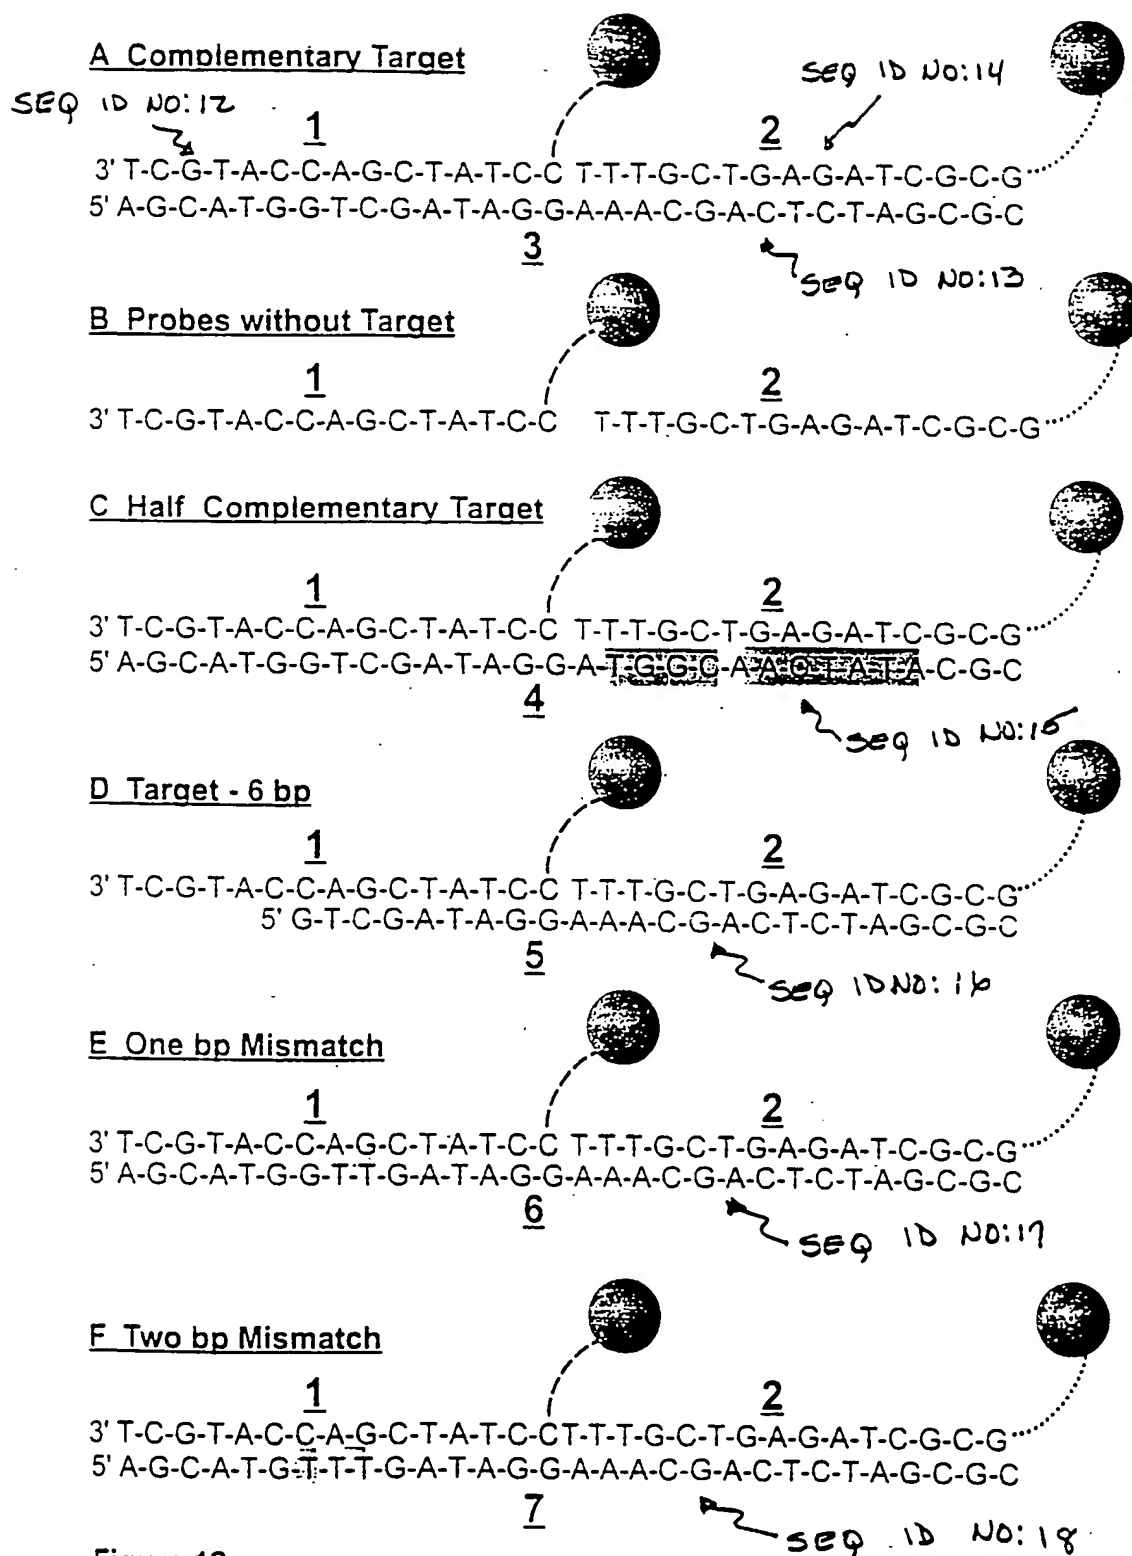 A Complementary Target
SEQ ID NO:14
SEQ ID NO:12
1
2
3' T-C-G-T-A-C-C-A-G-C-T-A-T-C-C T-T-T-G-C-T-G-A-G-A-T-C-G-C-G
5' A-G-C-A-T-G-G-T-C-G-A-T-A-G-G-A-A-A-C-G-A-C-T-C-T-A-G-C-G-C
3
SEQ ID NO:13
B Probes without Target
1
2
3' T-C-G-T-A-C-C-A-G-C-T-A-T-C-C T-T-T-G-C-T-G-A-G-A-T-C-G-C-G
C Half Complementary Target
1
2
3' T-C-G-T-A-C-C-A-G-C-T-A-T-C-C T-T-T-G-C-T-G-A-G-A-T-C-G-C-G
5' A-G-C-A-T-G-G-T-C-G-A-T-A-G-G-A-T-G-G-C-A-A-C-T-A-T-A-C-G-C
4
SEQ ID NO:15
D Target - 6 bp
1
2
3' T-C-G-T-A-C-C-A-G-C-T-A-T-C-C T-T-T-G-C-T-G-A-G-A-T-C-G-C-G
5' G-T-C-G-A-T-A-G-G-A-A-A-C-G-A-C-T-C-T-A-G-C-G-C
5
SEQ ID NO: 16
E One bp Mismatch
1
2
3' T-C-G-T-A-C-C-A-G-C-T-A-T-C-C T-T-T-G-C-T-G-A-G-A-T-C-G-C-G
5' A-G-C-A-T-G-G-T-T-G-A-T-A-G-G-A-A-A-C-G-A-C-T-C-T-A-G-C-G-C
6
SEQ ID NO:17
F Two bp Mismatch
1
2
3' T-C-G-T-A-C-C-A-G-C-T-A-T-C-C-T-T-T-G-C-T-G-A-G-A-T-C-G-C-G
5' A-G-C-A-T-G-T-T-T-G-A-T-A-G-G-A-A-A-C-G-A-C-T-C-T-A-G-C-G-C
7
SEQ ID NO:18